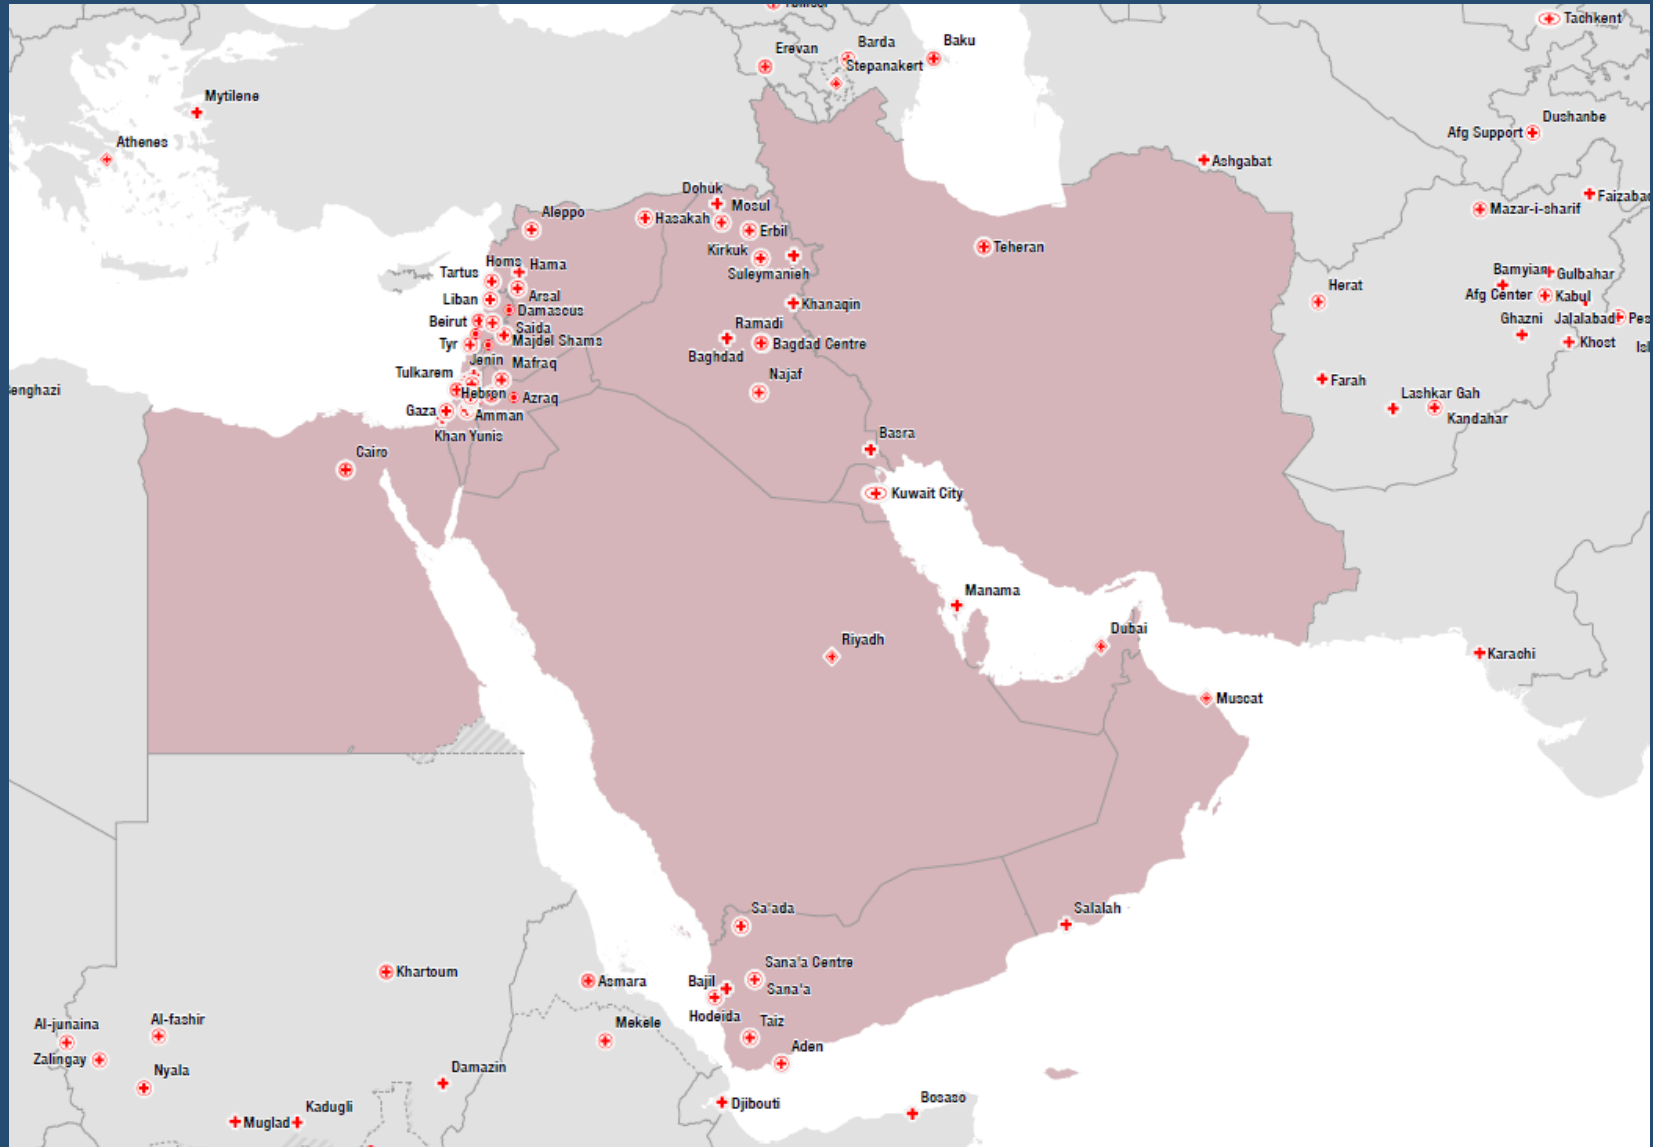 Tachkent
Barda
Baku
Erevan
Stepanakert
Mytilene
Dushanbe
Afg Support
Athenes
Ashgabat
Dohuk
Faizabad
Mosul
Mazar-i-sharif
Aleppo
Hasakah
Erbil
Kirkuk
Teheran
Homs
Hama
Tartus
Suleymanieh
Bamyian
Gulbahar
Herat
Liban
Arsal
Afg Center
Kabul
Damascus
Khanaqin
Beirut
Saida
Ramadi
Ghazni
Jalalabad
Pes
Tyr
Majdel Shams
Baghdad
Bagdad Centre
Khost
Isl
Jenin
Mafraq
Tulkarem
Najaf
Farah
Benghazi
Hebron
Azraq
Lashkar Gah
Gaza
Amman
Kandahar
Khan Yunis
Basra
Cairo
Kuwait City
Manama
Riyadh
Dubai
Karachi
Muscat
Sa'ada
Salalah
Sana'a Centre
Khartoum
Asmara
Bajil
Sana'a
Hodeida
Al-junaina
Al-fashir
Mekele
Taiz
Zalingay
Aden
Nyala
Damazin
Kadugli
Djibouti
Bosaso
Muglad